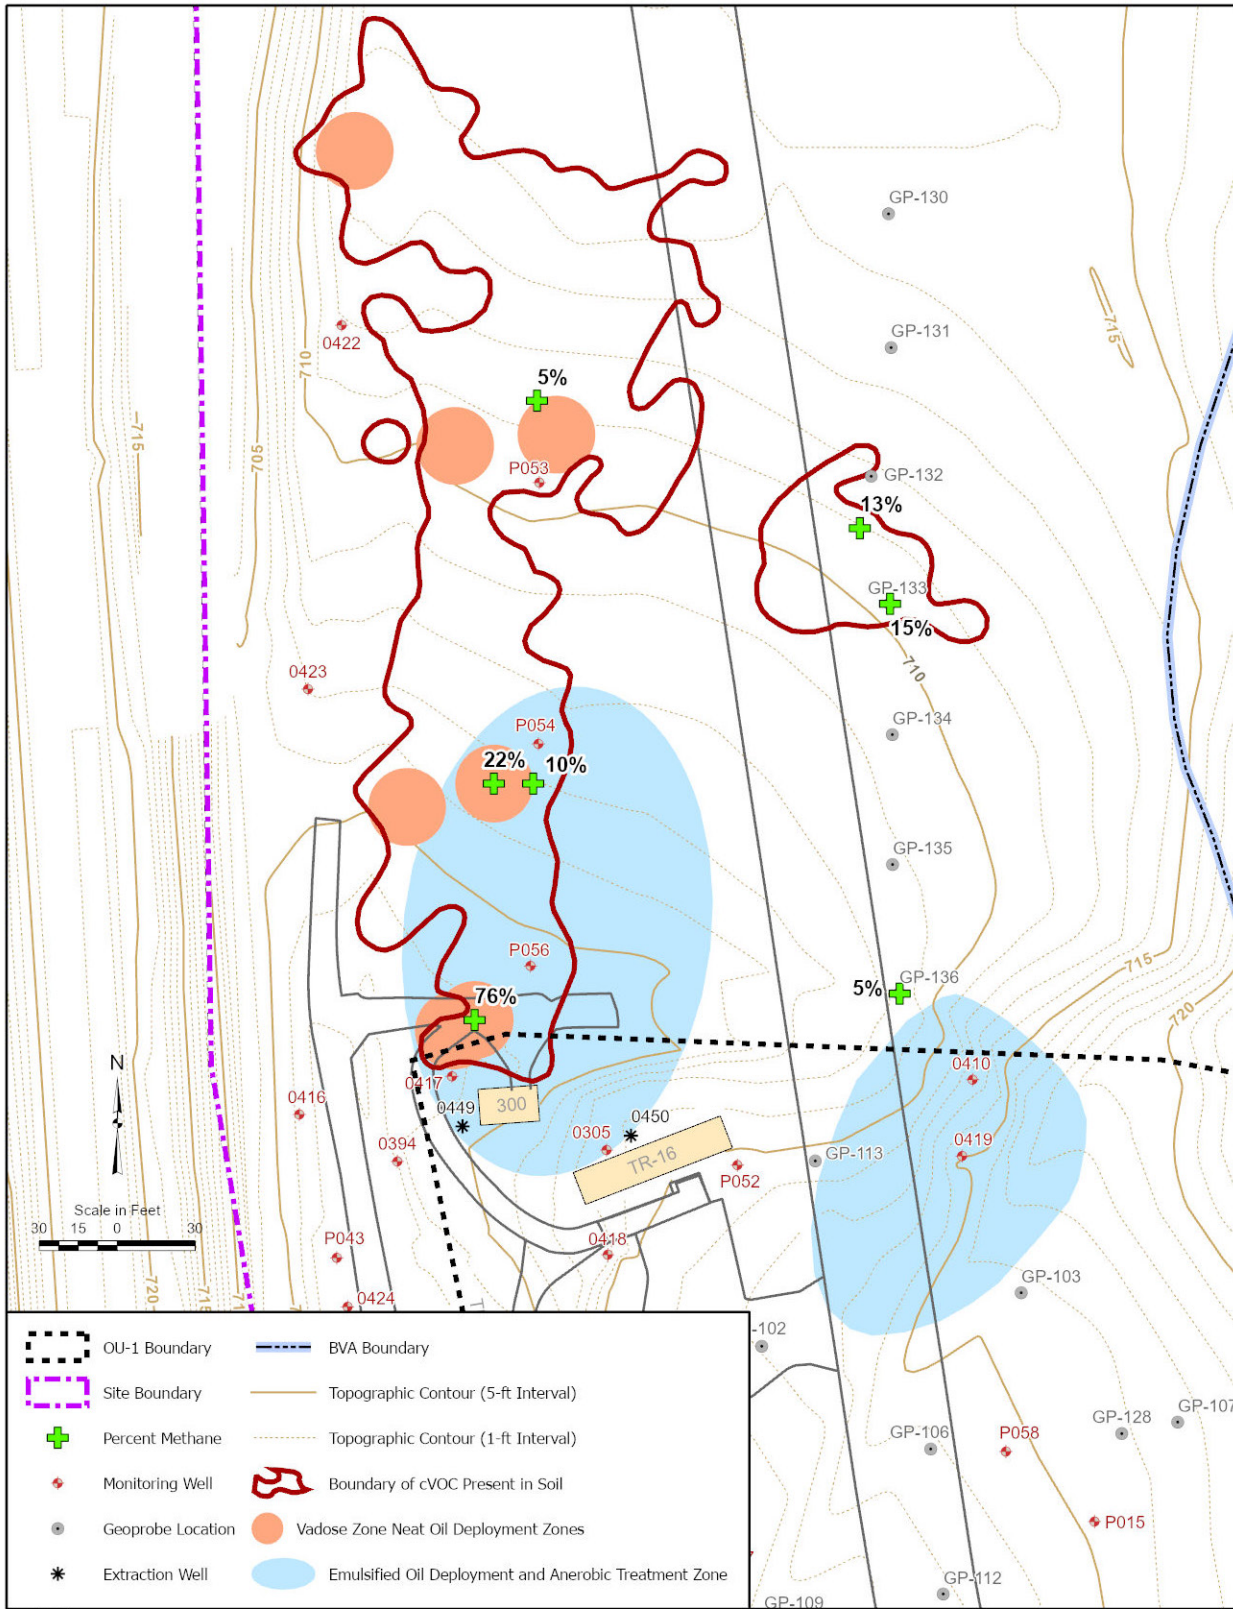 GP-130
715
GP-131
0422
710
5%
715
705
P053
GP-132
13%
GP-133
15%
710
0423
P054
GP-134
22%
10%
GP-135
P056
715
GP-136
5%
76%
720
N
0417
0410
0416
0449
300
0450
0419
0394
0305
TR-16
GP-113
P052
Scale in Feet
30 15 0 30
P043
0418
GP-103
720
715
0424
OU-1 Boundary
BVA Boundary
-102
Site Boundary
Topographic Contour (5-ft Interval)
Percent Methane
Topographic Contour (1-ft Interval)
GP-106
P058
GP-128
GP-107
Monitoring Well
Boundary of cVOC Present in Soil
Geoprobe Location
Vadose Zone Neat Oil Deployment Zones
P015
Extraction Well
Emulsified Oil Deployment and Anerobic Treatment Zone
GP-112
GP-109